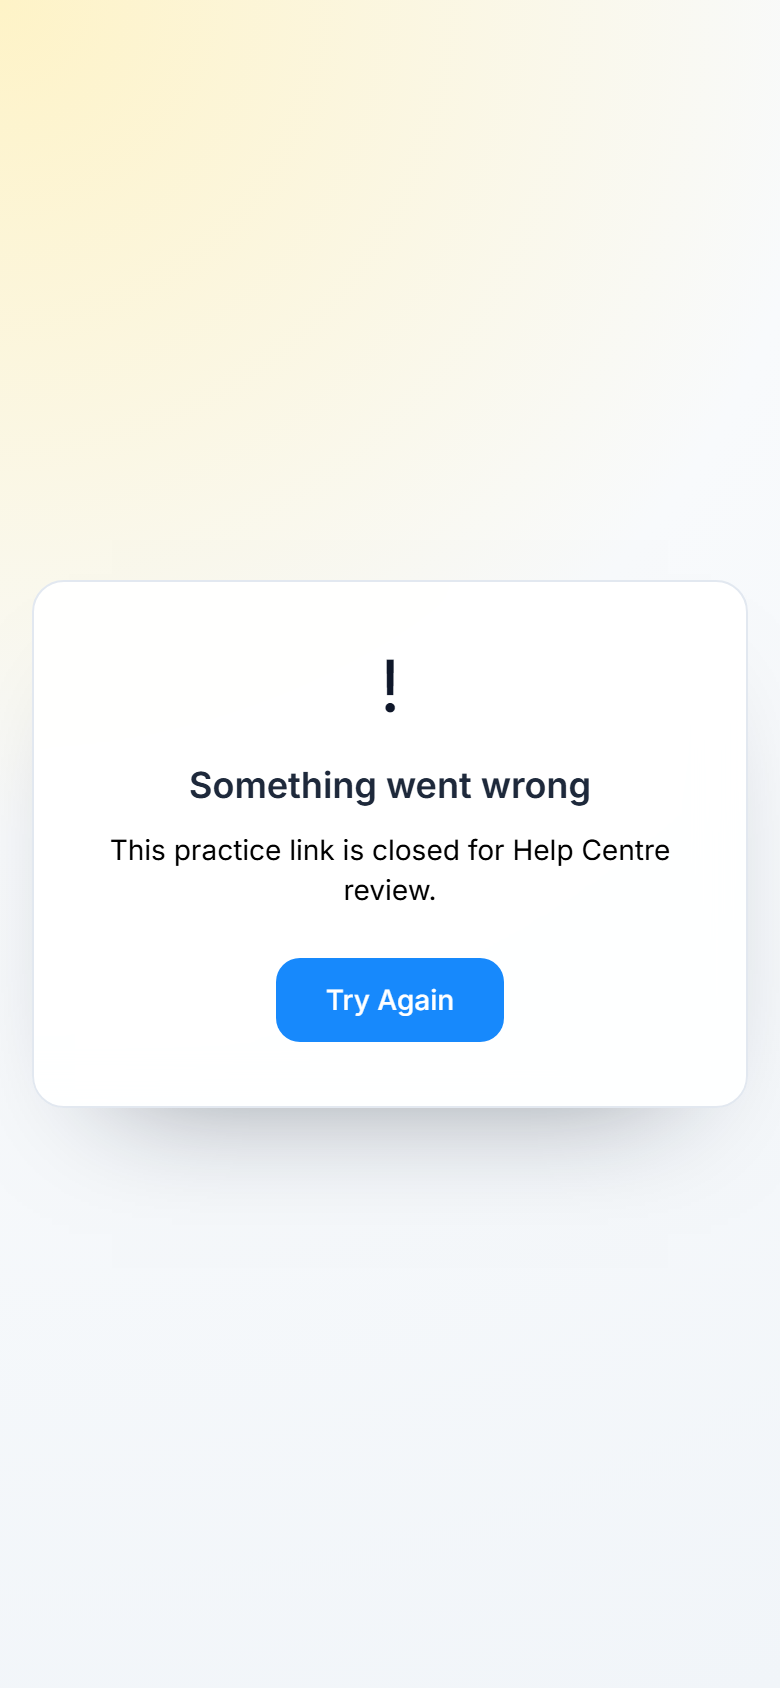 !
Something went wrong
This practice link is closed for Help Centre
review.
Try Again